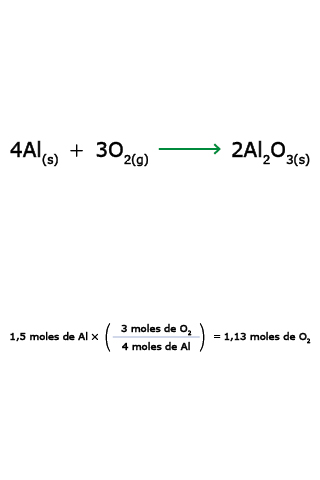 4Al(s) + 3O2(g) ⟶ 2Al2O3(s)
1,5 moles de Al × ( 3 moles de O2 / 4 moles de Al ) = 1,13 moles de O2